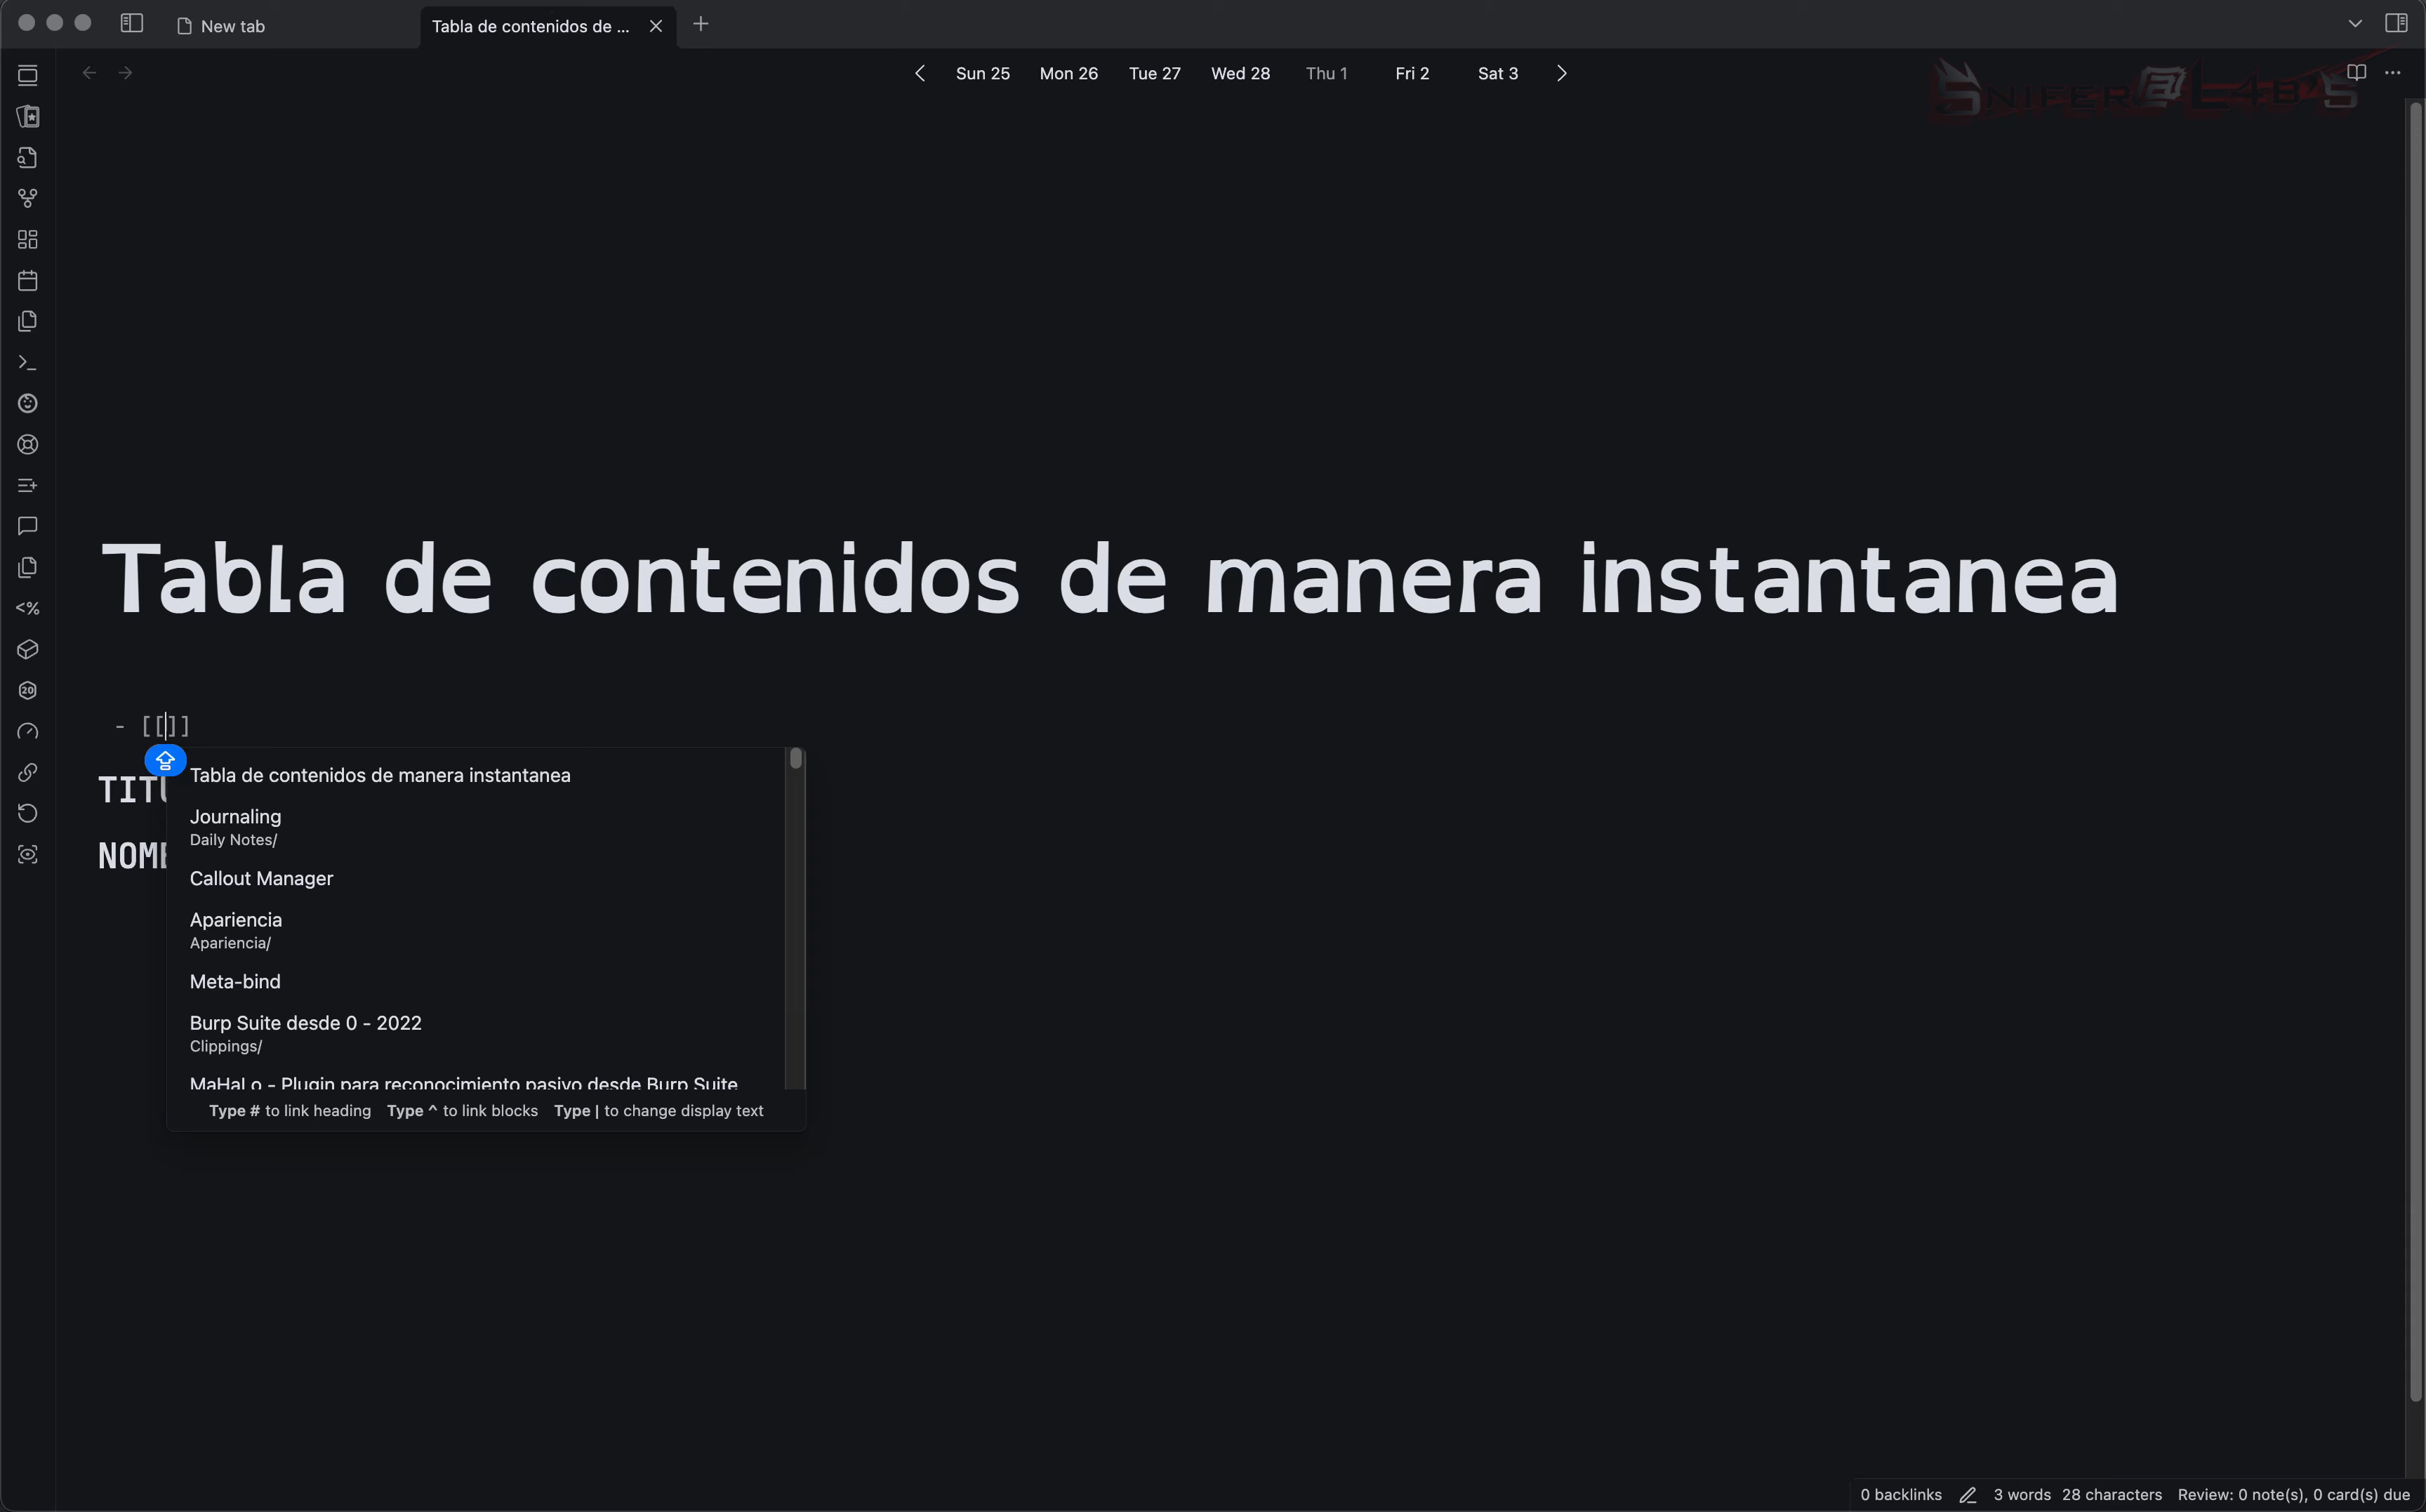 New tab
Tabla de contenidos de ...
Sun 25 Mon 26 Tue 27 Wed 28 Thu 1 Fri 2 Sat 3
SNIFER@L4B'S
<%
20
Tabla de contenidos de manera instantanea
- [[]]
Tabla de contenidos de manera instantanea
Journaling
Daily Notes/
Callout Manager
Apariencia
Apariencia/
Meta-bind
Burp Suite desde 0 - 2022
Clippings/
MaHaLo - Plugin para reconocimiento pasivo desde Burp Suite
Type # to link heading Type ^ to link blocks Type | to change display text
0 backlinks 3 words 28 characters Review: 0 note(s), 0 card(s) due